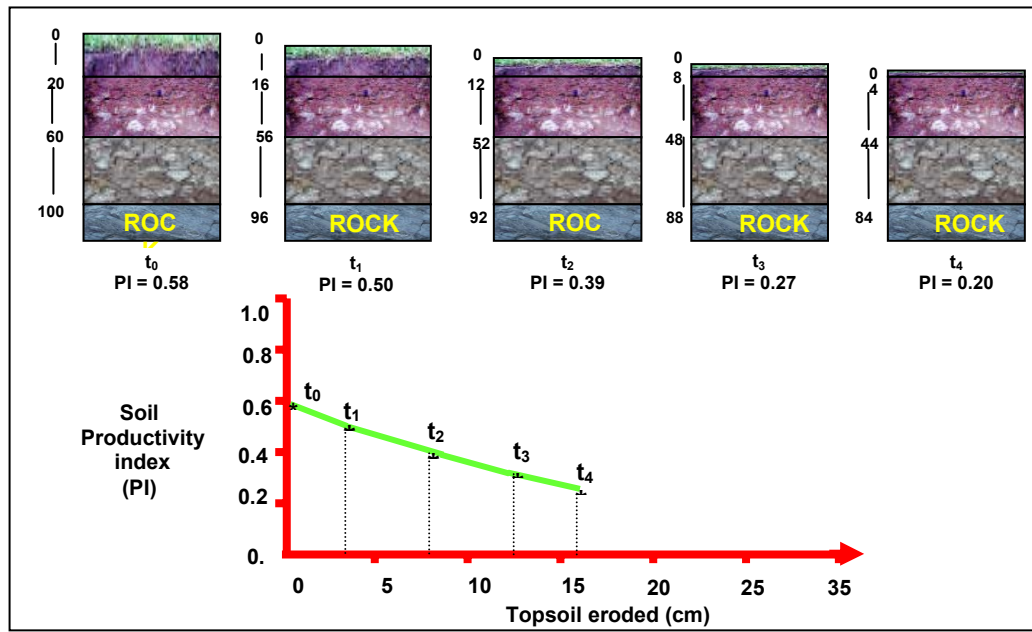 0
20
60
100
ROC
K
t₀
PI = 0.58
0
16
56
96
ROCK
t₁
PI = 0.50
0
12
52
92
ROCK
t₂
PI = 0.39
0
8
48
88
ROCK
t₃
PI = 0.27
0
4
44
84
ROCK
t₄
PI = 0.20
Soil
Productivity
index
(PI)
1.0
0.8
0.6
0.4
0.2
0.
t₀
t₁
t₂
t₃
t₄
0 5 10 15 20 25 35
Topsoil eroded (cm)